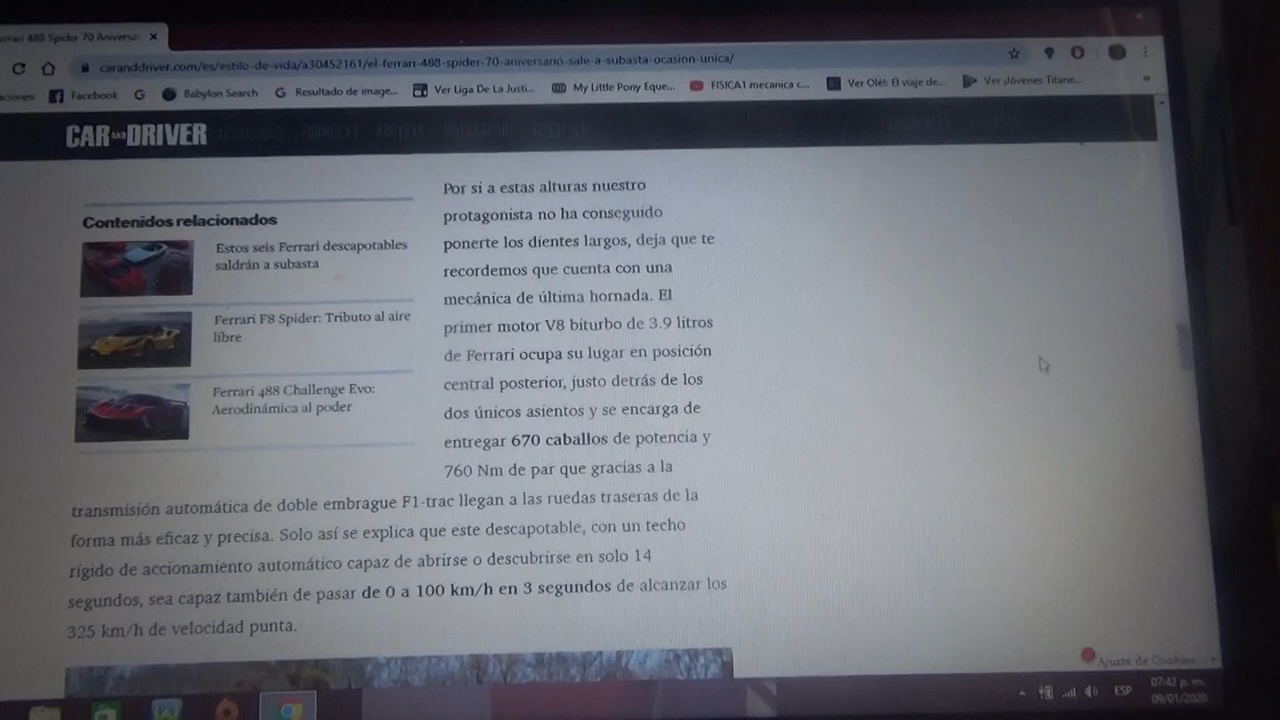 Ferrari 488 Spider 70 Aniversa
caranddriver.com/es/estilo-de-vida/a30452161/el-ferrari-488-spider-70-aniversario-sale-a-subasta-ocasion-unica/
Facebook
Babylon Search
Resultado de image...
Ver Liga De La Justi...
My Little Pony Eque...
FISICA1 mecanica c...
Ver Olé!: El viaje de...
Ver Jóvenes Titane...
CAR AND DRIVER
Contenidos relacionados
Estos seis Ferrari descapotables
saldrán a subasta
Ferrari F8 Spider: Tributo al aire
libre
Ferrari 488 Challenge Evo:
Aerodinámica al poder
Por si a estas alturas nuestro
protagonista no ha conseguido
ponerte los dientes largos, deja que te
recordemos que cuenta con una
mecánica de última hornada. El
primer motor V8 biturbo de 3.9 litros
de Ferrari ocupa su lugar en posición
central posterior, justo detrás de los
dos únicos asientos y se encarga de
entregar 670 caballos de potencia y
760 Nm de par que gracias a la
transmisión automática de doble embrague F1-trac llegan a las ruedas traseras de la
forma más eficaz y precisa. Solo así se explica que este descapotable, con un techo
rígido de accionamiento automático capaz de abrirse o descubrirse en solo 14
segundos, sea capaz también de pasar de 0 a 100 km/h en 3 segundos de alcanzar los
325 km/h de velocidad punta.
Ajuste de Cookies
ESP
07:42 p. m.
09/01/2020